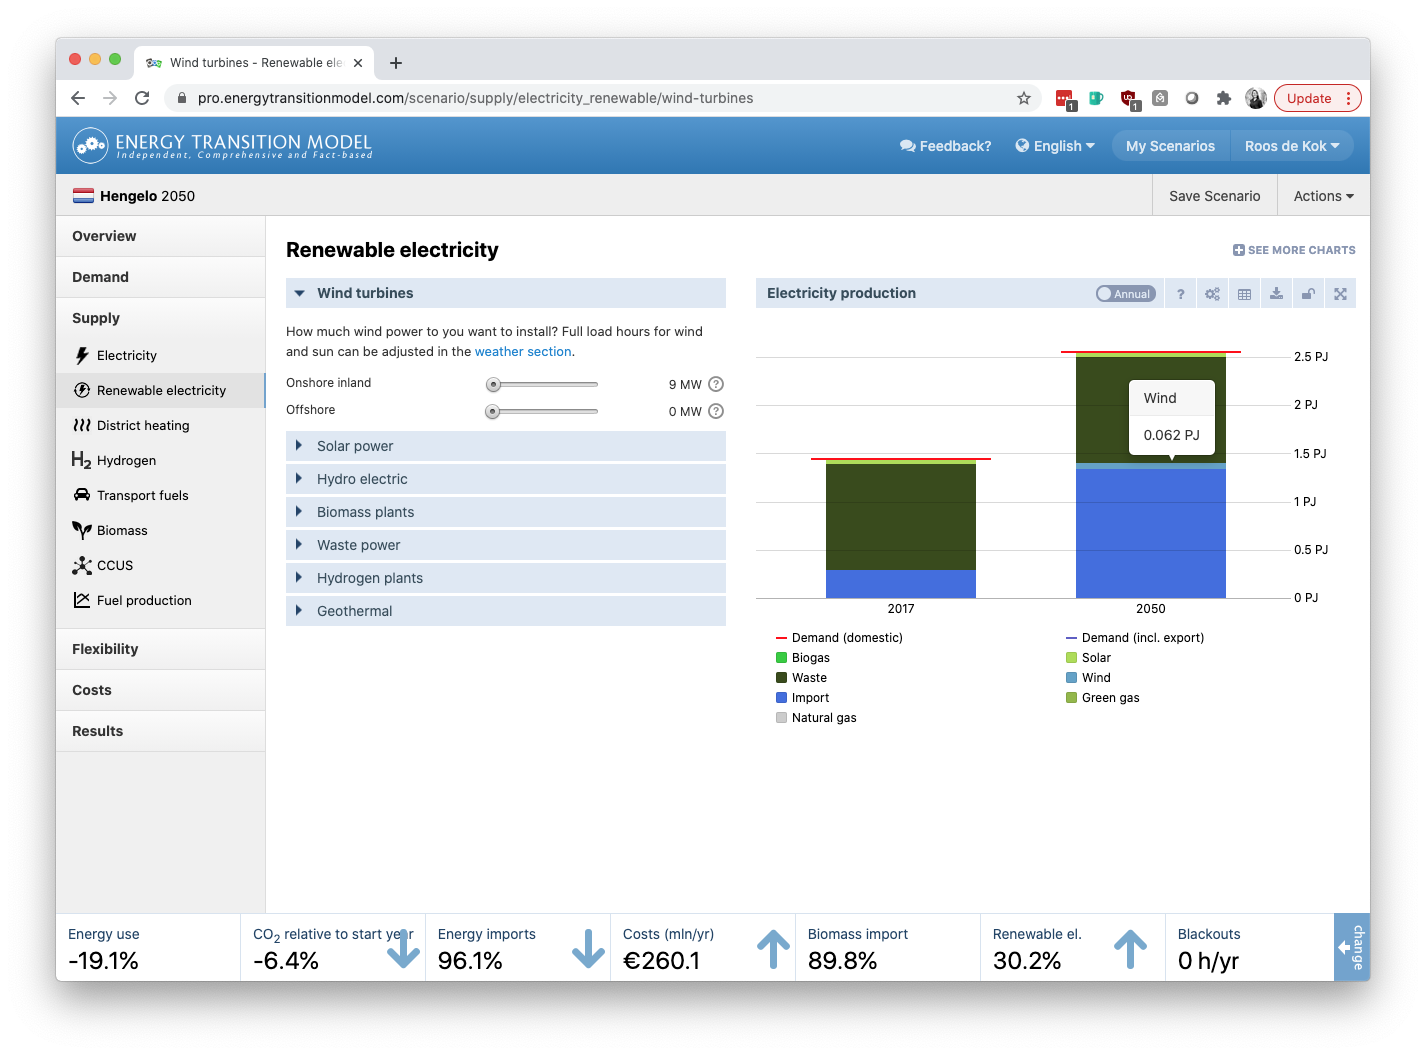 Wind turbines - Renewable ele
pro.energytransitionmodel.com/scenario/supply/electricity_renewable/wind-turbines
1
1
Update
ENERGY TRANSITION MODEL
Independent, Comprehensive and Fact-based
Feedback?
English
My Scenarios
Roos de Kok
Hengelo 2050
Save Scenario
Actions
Overview
Demand
Supply
Electricity
Renewable electricity
District heating
H2 Hydrogen
Transport fuels
Biomass
CCUS
Fuel production
Flexibility
Costs
Results
Renewable electricity
SEE MORE CHARTS
Wind turbines
How much wind power to you want to install? Full load hours for wind
and sun can be adjusted in the weather section.
Onshore inland 9 MW ?
Offshore 0 MW ?
Solar power
Hydro electric
Biomass plants
Waste power
Hydrogen plants
Geothermal
Electricity production
Annual
?
2.5 PJ
2 PJ
1.5 PJ
1 PJ
0.5 PJ
0 PJ
Wind
0.062 PJ
2017
2050
Demand (domestic)
Demand (incl. export)
Biogas
Solar
Waste
Wind
Import
Green gas
Natural gas
Energy use
-19.1%
CO2 relative to start year
-6.4%
Energy imports
96.1%
Costs (mln/yr)
€260.1
Biomass import
89.8%
Renewable el.
30.2%
Blackouts
0 h/yr
change